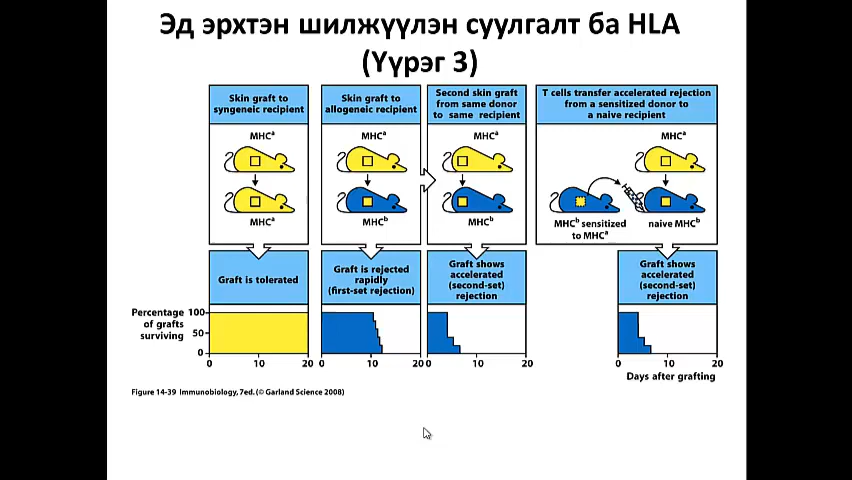 Эд эрхтэн шилжүүлэн суулгалт ба HLA
(Үүрэг 3)
Skin graft to
syngeneic recipient
MHCa
MHCa
Graft is tolerated
Skin graft to
allogeneic recipient
MHCa
MHCb
Graft is rejected
rapidly
(first-set rejection)
Second skin graft
from same donor
to same recipient
MHCa
MHCb
Graft shows
accelerated
(second-set)
rejection
T cells transfer accelerated rejection
from a sensitized donor to
a naive recipient
MHCa
MHCb sensitized
to MHCa
naive MHCb
Graft shows
accelerated
(second-set)
rejection
Percentage
of grafts
surviving
100
50
0
0 10 20
0 10 20
0 10 20
0 10 20
Days after grafting
Figure 14-39 Immunobiology, 7ed. (© Garland Science 2008)